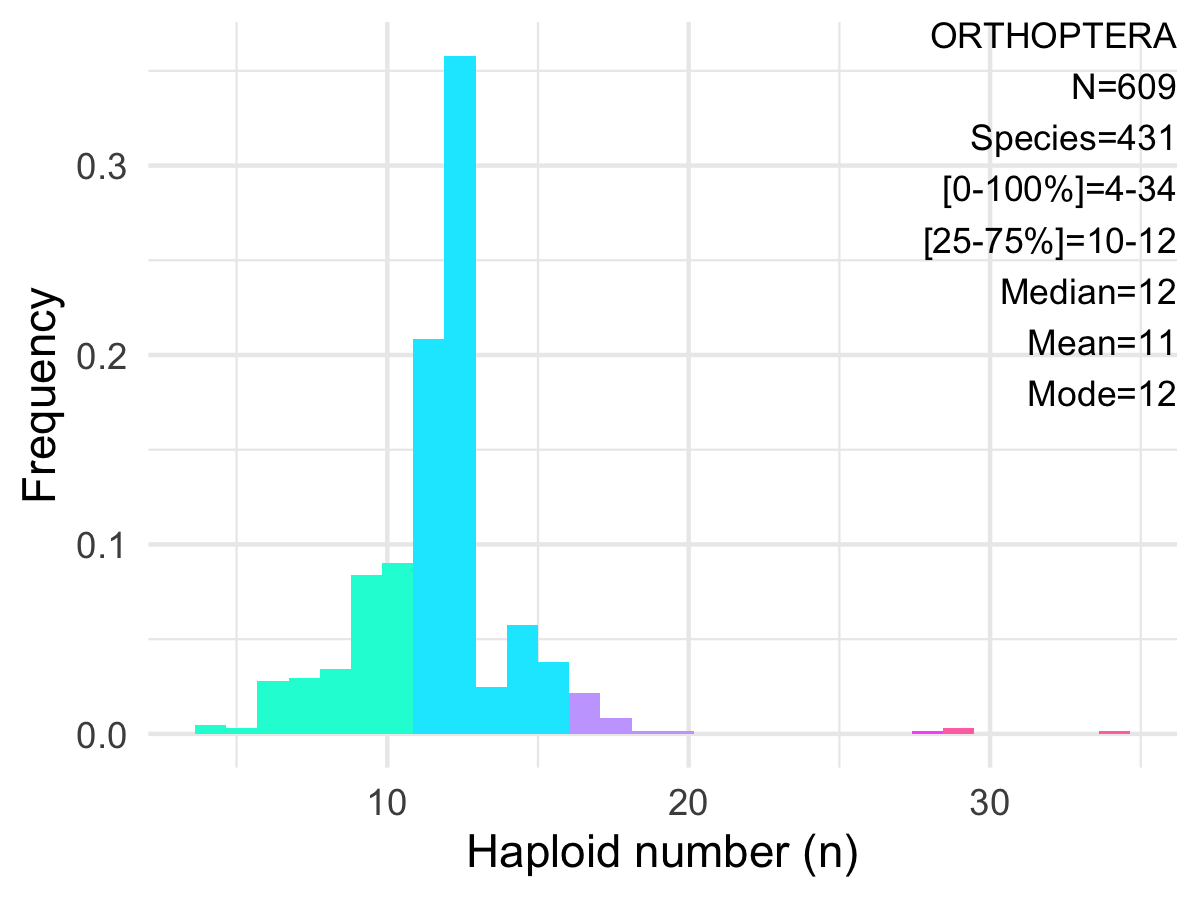 ORTHOPTERA
N=609
Species=431
[0-100%]=4-34
[25-75%]=10-12
Median=12
Mean=11
Mode=12
Frequency
0.3
0.2
0.1
0.0
10 20 30
Haploid number (n)